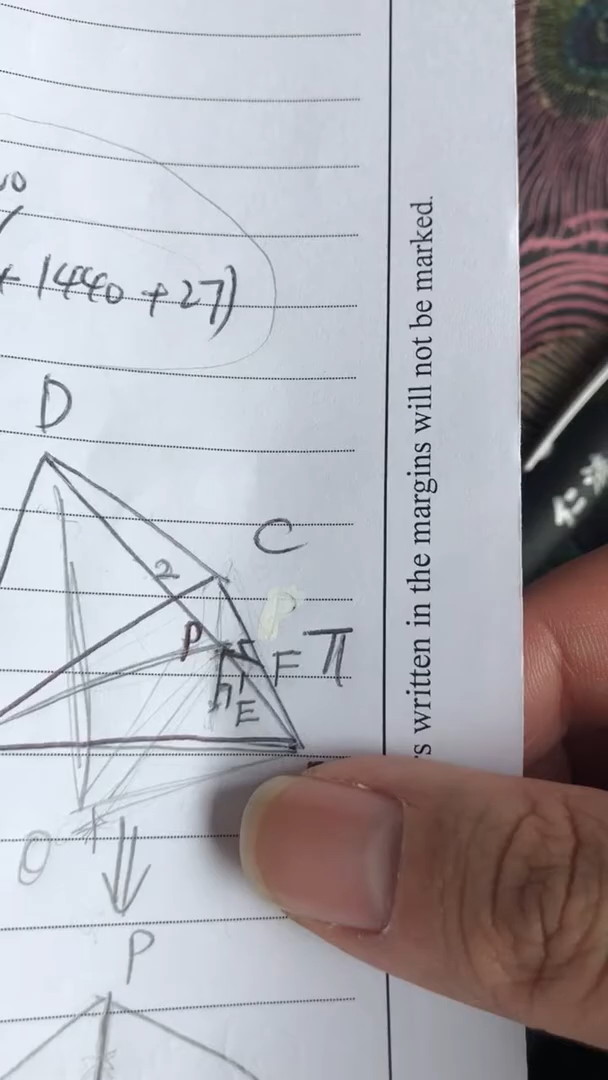 + 1440 + 27)
D
C
2
P
F π
h
E
O
P
's written in the margins will not be marked.